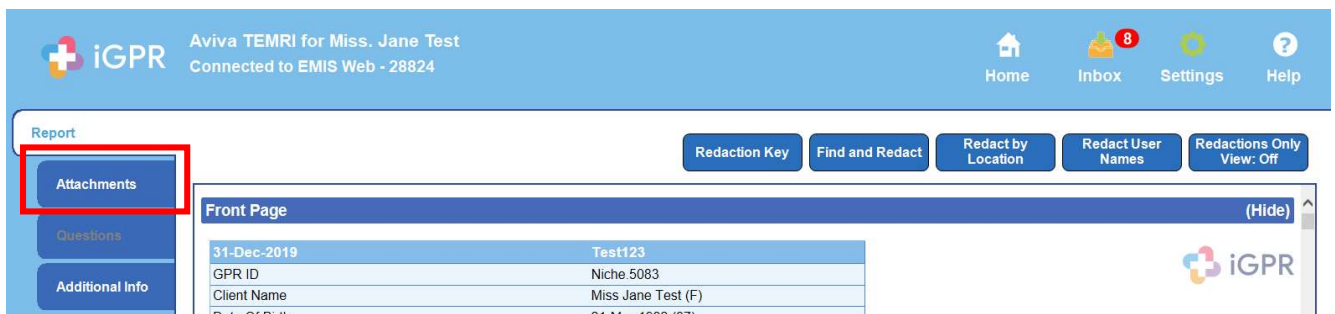 iGPR
Aviva TEMRI for Miss. Jane Test
Connected to EMIS Web - 28824
Home
8
Inbox
Settings
Help
Report
Attachments
Questions
Additional Info
Redaction Key
Find and Redact
Redact by
Location
Redact User
Names
Redactions Only
View: Off
Front Page
(Hide)
31-Dec-2019 Test123
GPR ID Niche.5083
Client Name Miss Jane Test (F)
iGPR